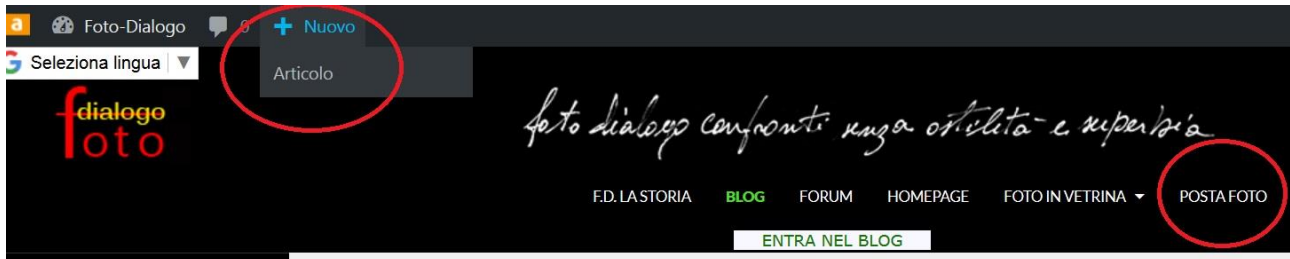 a Foto-Dialogo 9 + Nuovo
G Seleziona lingua ▼
Articolo
dialogo
foto
foto dialogo confronti senza ostilità e superbia
F.D. LA STORIA BLOG FORUM HOMEPAGE FOTO IN VETRINA POSTA FOTO
ENTRA NEL BLOG